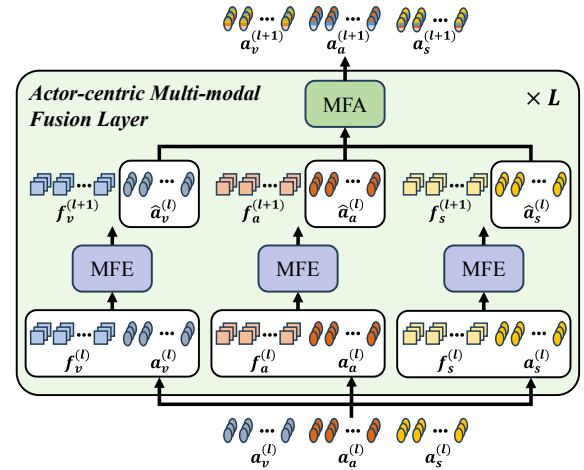 ... ... ...
a_v^{(l+1)} a_a^{(l+1)} a_s^{(l+1)}
Actor-centric Multi-modal
Fusion Layer
MFA
× L
... ... ... ... ... ...
f_v^{(l+1)} â_v^{(l)} f_a^{(l+1)} â_a^{(l)} f_s^{(l+1)} â_s^{(l)}
MFE MFE MFE
... ... ... ... ... ...
f_v^{(l)} a_v^{(l)} f_a^{(l)} a_a^{(l)} f_s^{(l)} a_s^{(l)}
... ... ...
a_v^{(l)} a_a^{(l)} a_s^{(l)}